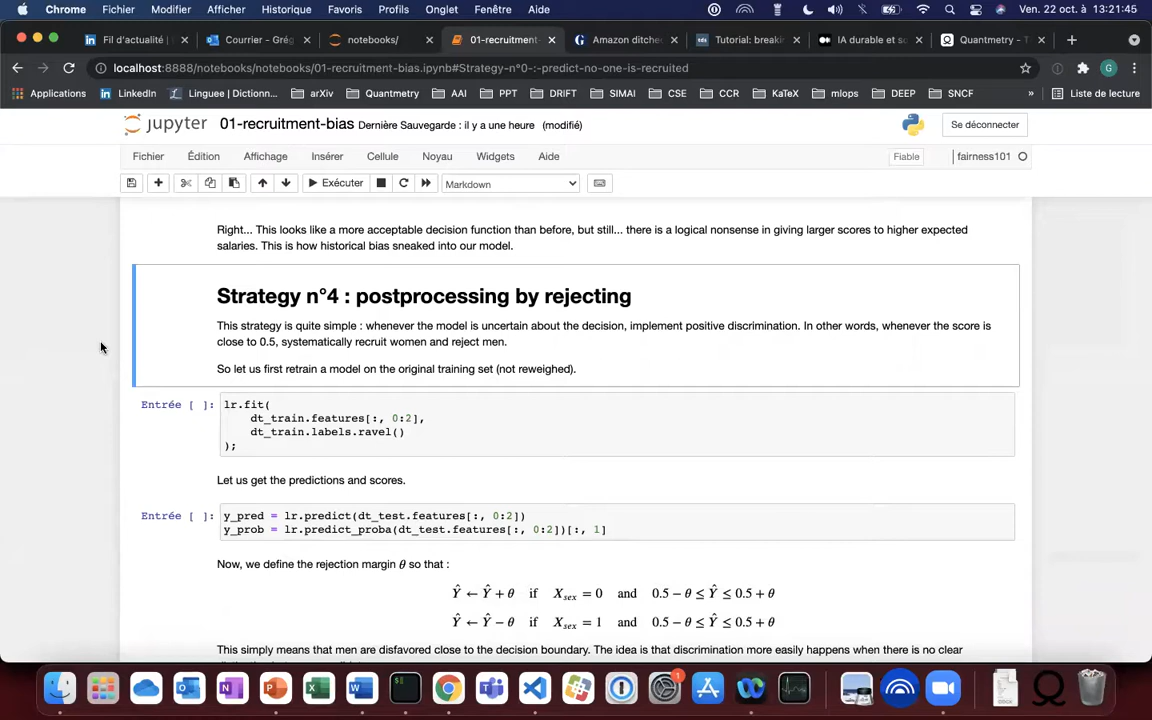 Chrome Fichier Modifier Afficher Historique Favoris Profils Onglet Fenêtre Aide Ven. 22 oct. à 13:21:45
Fil d'actualité | Courrier - Grég notebooks/ 01-recruitment- Amazon ditche Tutorial: breaki IA durable et so Quantmetry - T
localhost:8888/notebooks/notebooks/01-recruitment-bias.ipynb#Strategy-n°0-:-predict-no-one-is-recruited
Applications LinkedIn Linguee | Dictionn... arXiv Quantmetry AAI PPT DRIFT SIMAI CSE CCR KaTeX mlops DEEP SNCF » Liste de lecture
jupyter 01-recruitment-bias Dernière Sauvegarde : il y a une heure (modifié) Se déconnecter
Fichier Édition Affichage Insérer Cellule Noyau Widgets Aide Fiable fairness101
Exécuter Markdown
Right... This looks like a more acceptable decision function than before, but still... there is a logical nonsense in giving larger scores to higher expected
salaries. This is how historical bias sneaked into our model.
Strategy n°4 : postprocessing by rejecting
This strategy is quite simple : whenever the model is uncertain about the decision, implement positive discrimination. In other words, whenever the score is
close to 0.5, systematically recruit women and reject men.
So let us first retrain a model on the original training set (not reweighed).
Entrée [ ]: lr.fit(
dt_train.features[:, 0:2],
dt_train.labels.ravel()
);
Let us get the predictions and scores.
Entrée [ ]: y_pred = lr.predict(dt_test.features[:, 0:2])
y_prob = lr.predict_proba(dt_test.features[:, 0:2])[:, 1]
Now, we define the rejection margin θ so that :
Ŷ ← Ŷ + θ if X_sex = 0 and 0.5 − θ ≤ Ŷ ≤ 0.5 + θ
Ŷ ← Ŷ − θ if X_sex = 1 and 0.5 − θ ≤ Ŷ ≤ 0.5 + θ
This simply means that men are disfavored close to the decision boundary. The idea is that discrimination more easily happens when there is no clear